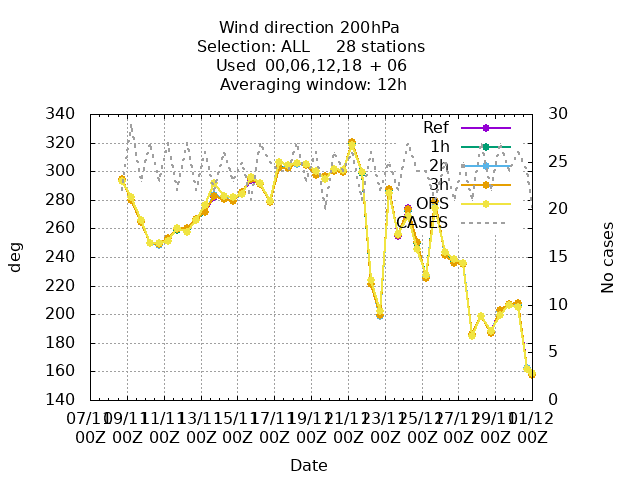 Wind direction 200hPa
Selection: ALL     28 stations
Used  00,06,12,18 + 06
Averaging window: 12h
340
320
300
280
260
240
220
200
180
160
140
30
25
20
15
10
5
0
deg
No cases
Ref
1h
2h
3h
ORS
CASES
07/11 09/11 11/11 13/11 15/11 17/11 19/11 21/11 23/11 25/11 27/11 29/11 01/12
00Z 00Z 00Z 00Z 00Z 00Z 00Z 00Z 00Z 00Z 00Z 00Z 00Z
Date